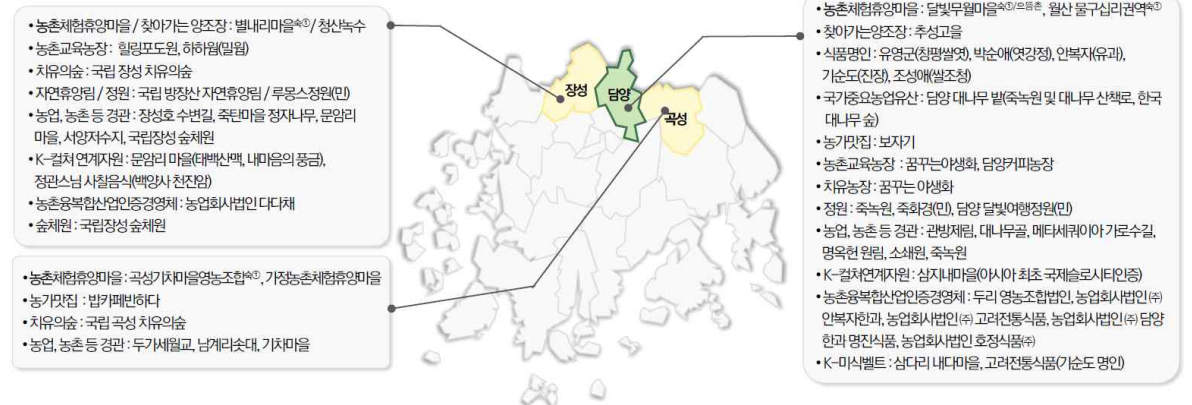 • 농촌체험휴양마을 / 찾아가는 양조장 : 별내리마을숙① / 청산녹수
• 농촌교육농장 : 힐링포도원, 하하원(밀원)
• 치유의숲 : 국립 장성 치유의숲
• 자연휴양림 / 정원 : 국립 방장산 자연휴양림 / 루몽스정원(민)
• 농업, 농촌 등 경관 : 장성호 수변길, 죽탄마을 정자나무, 문암리
마을, 서양저수지, 국립장성 숲체원
• K-컬쳐 연계자원 : 문암리 마을(태백산맥, 내마음의 풍금),
정관스님 사찰음식(백양사 천진암)
• 농촌융복합산업인증경영체 : 농업회사법인 다다채
• 숲체원 : 국립장성 숲체원
• 농촌체험휴양마을 : 곡성기차마을영농조합숙①, 가정농촌체험휴양마을
• 농가맛집 : 밥카페반하다
• 치유의숲 : 국립 곡성 치유의숲
• 농업, 농촌 등 경관 : 두가세월교, 남계리솟대, 기차마을
장성
담양
곡성
• 농촌체험휴양마을 : 달빛무월마을숙①/으뜸촌, 월산 물구십리권역숙①
• 찾아가는양조장 : 추성고을
• 식품명인 : 유영군(창평쌀엿), 박순애(엿강정), 안복자(유과),
기순도(진장), 조성애(쌀조청)
• 국가중요농업유산 : 담양 대나무 밭(죽녹원 및 대나무 산책로, 한국
대나무 숲)
• 농가맛집 : 보자기
• 농촌교육농장 : 꿈꾸는야생화, 담양커피농장
• 치유농장 : 꿈꾸는 야생화
• 정원 : 죽녹원, 죽화경(민), 담양 달빛여행정원(민)
• 농업, 농촌 등 경관 : 관방제림, 대나무골, 메타세쿼이아 가로수길,
명옥헌 원림, 소쇄원, 죽녹원
• K-컬쳐연계자원 : 삼지내마을(아시아 최초 국제슬로시티인증)
• 농촌융복합산업인증경영체 : 두리 영농조합법인, 농업회사법인㈜
안복자한과, 농업회사법인㈜ 고려전통식품, 농업회사법인㈜ 담양
한과 명진식품, 농업회사법인 호정식품㈜
• K-미식벨트 : 삼다리 내다마을, 고려전통식품(기순도 명인)